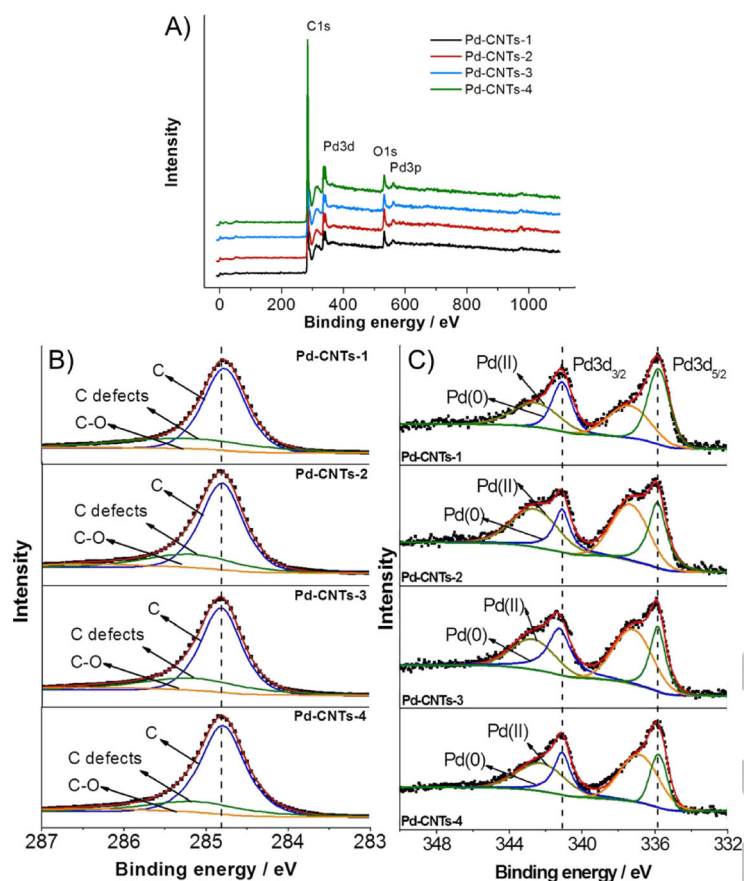 A)
C1s
Pd-CNTs-1
Pd-CNTs-2
Pd-CNTs-3
Pd-CNTs-4
Pd3d
O1s
Pd3p
Intensity
0 200 400 600 800 1000
Binding energy / eV
B)
Pd-CNTs-1
C
C defects
C-O
Pd-CNTs-2
C
C defects
C-O
Pd-CNTs-3
C
C defects
C-O
Pd-CNTs-4
C
C defects
C-O
Intensity
287 286 285 284 283
Binding energy / eV
C)
Pd(II) Pd3d3/2 Pd3d5/2
Pd(0)
Pd-CNTs-1
Pd(II)
Pd(0)
Pd-CNTs-2
Pd(II)
Pd(0)
Pd-CNTs-3
Pd(II)
Pd(0)
Pd-CNTs-4
Intensity
348 344 340 336 332
Binding energy / eV